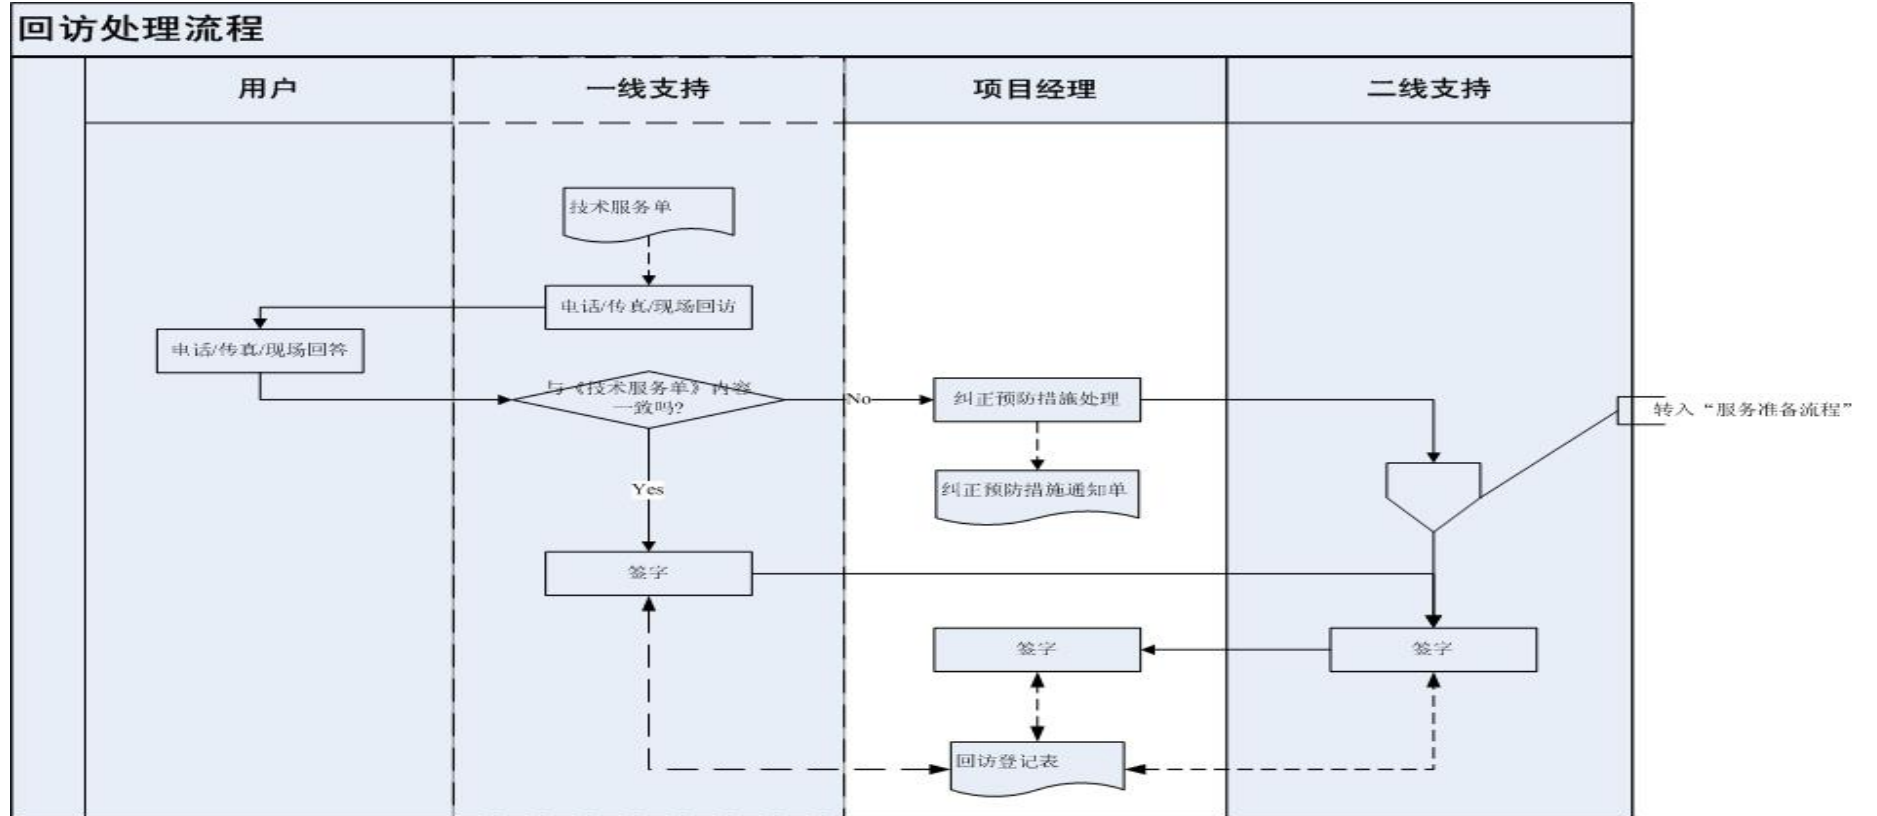 回访处理流程
用户
一线支持
项目经理
二线支持
技术服务单
电话/传真/现场回访
电话/传真/现场回答
与《技术服务单》内容
一致吗?
No
纠正预防措施处理
转入“服务准备流程”
Yes
纠正预防措施通知单
签字
签字
签字
回访登记表